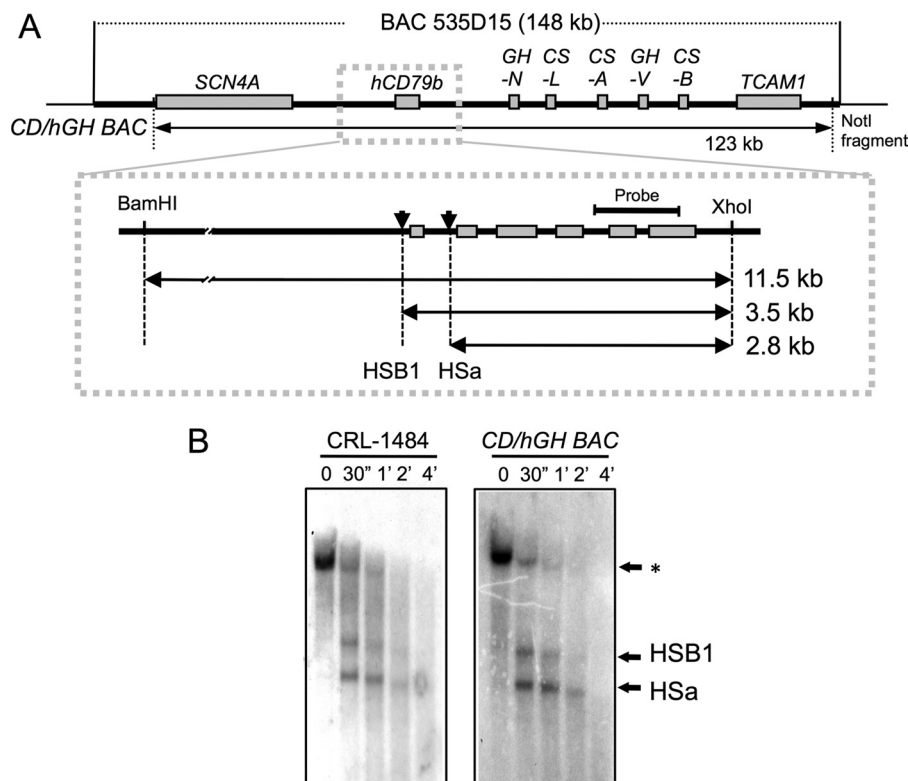 A
BAC 535D15 (148 kb)
SCN4A
hCD79b
GH CS CS GH CS
-N -L -A -V -B
TCAM1
CD/hGH BAC
123 kb
NotI
fragment
BamHI
Probe
XhoI
11.5 kb
3.5 kb
2.8 kb
HSB1 HSa
B
CRL-1484 CD/hGH BAC
0 30” 1’ 2’ 4’ 0 30” 1’ 2’ 4’
*
HSB1
HSa